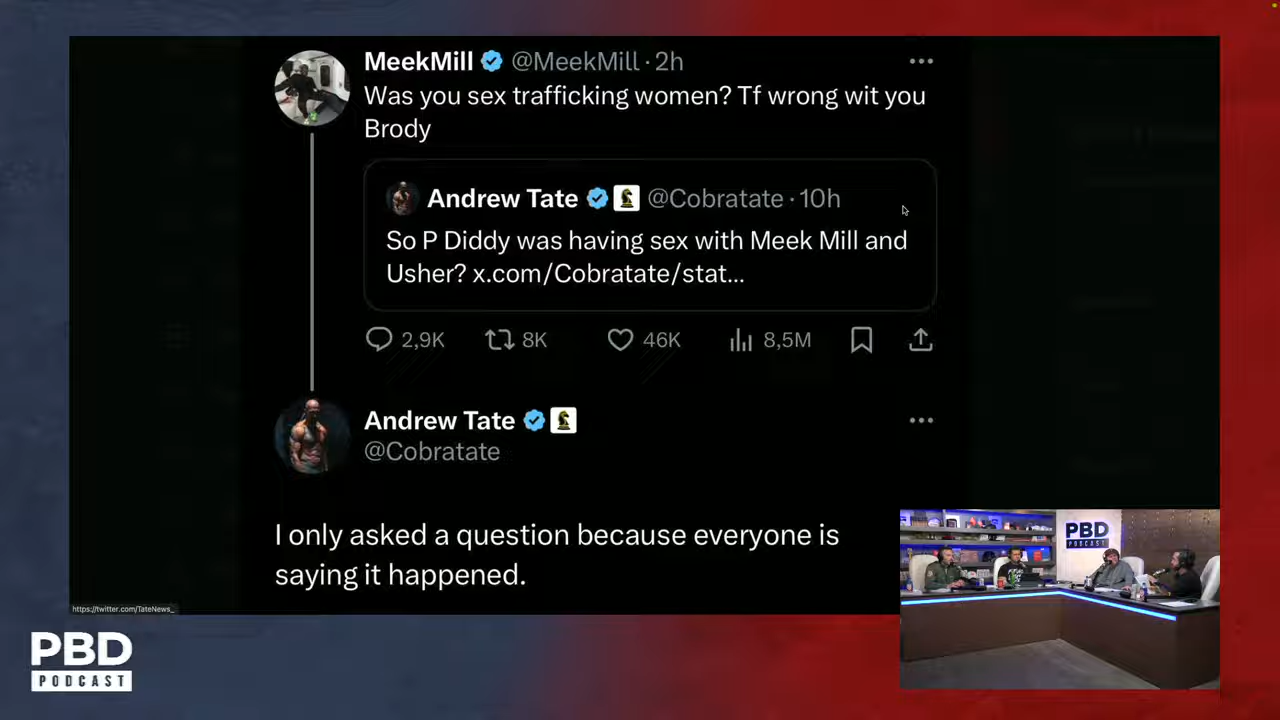 MeekMill @MeekMill · 2h
Was you sex trafficking women? Tf wrong wit you
Brody
Andrew Tate @Cobratate · 10h
So P Diddy was having sex with Meek Mill and
Usher? x.com/Cobratate/stat...
2,9K 8K 46K 8,5M
Andrew Tate
@Cobratate
I only asked a question because everyone is
saying it happened.
https://twitter.com/TateNews_
PBD
PODCAST
PBD
PODCAST